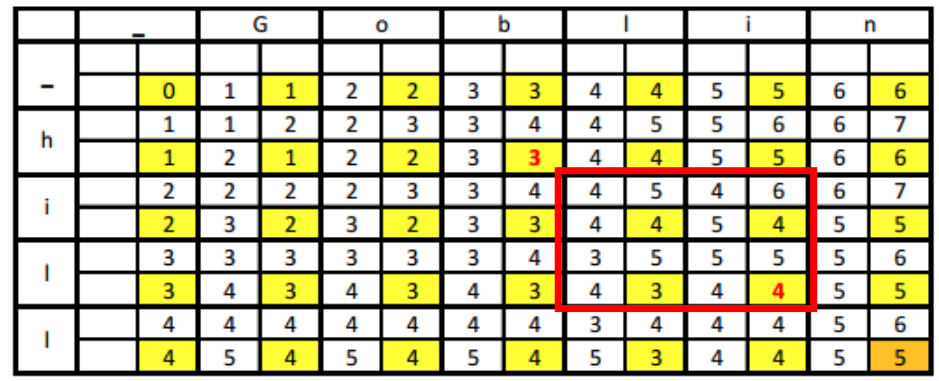 _ G o b l i n
_
0 1 1 2 2 3 3 4 4 5 5 6 6
h 1 1 2 2 3 3 4 4 5 5 6 6 7
1 2 1 2 2 3 3 4 4 5 5 6 6
i 2 2 2 2 3 3 4 4 5 4 6 6 7
2 3 2 3 2 3 3 4 4 5 4 5 5
l 3 3 3 3 3 3 4 3 5 5 5 5 6
3 4 3 4 3 4 3 4 3 4 4 5 5
l 4 4 4 4 4 4 4 3 4 4 4 5 6
4 5 4 5 4 5 4 5 3 4 4 5 5